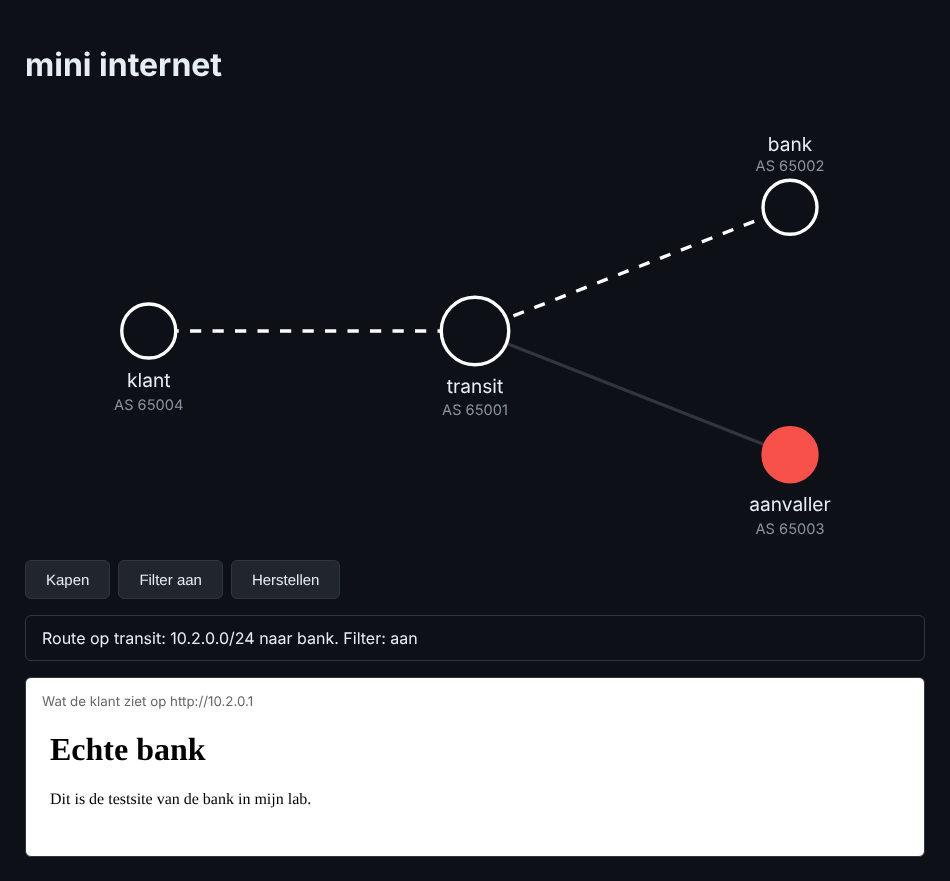 mini internet
bank
AS 65002
klant
AS 65004
transit
AS 65001
aanvaller
AS 65003
Kapen
Filter aan
Herstellen
Route op transit: 10.2.0.0/24 naar bank. Filter: aan
Wat de klant ziet op http://10.2.0.1
Echte bank
Dit is de testsite van de bank in mijn lab.